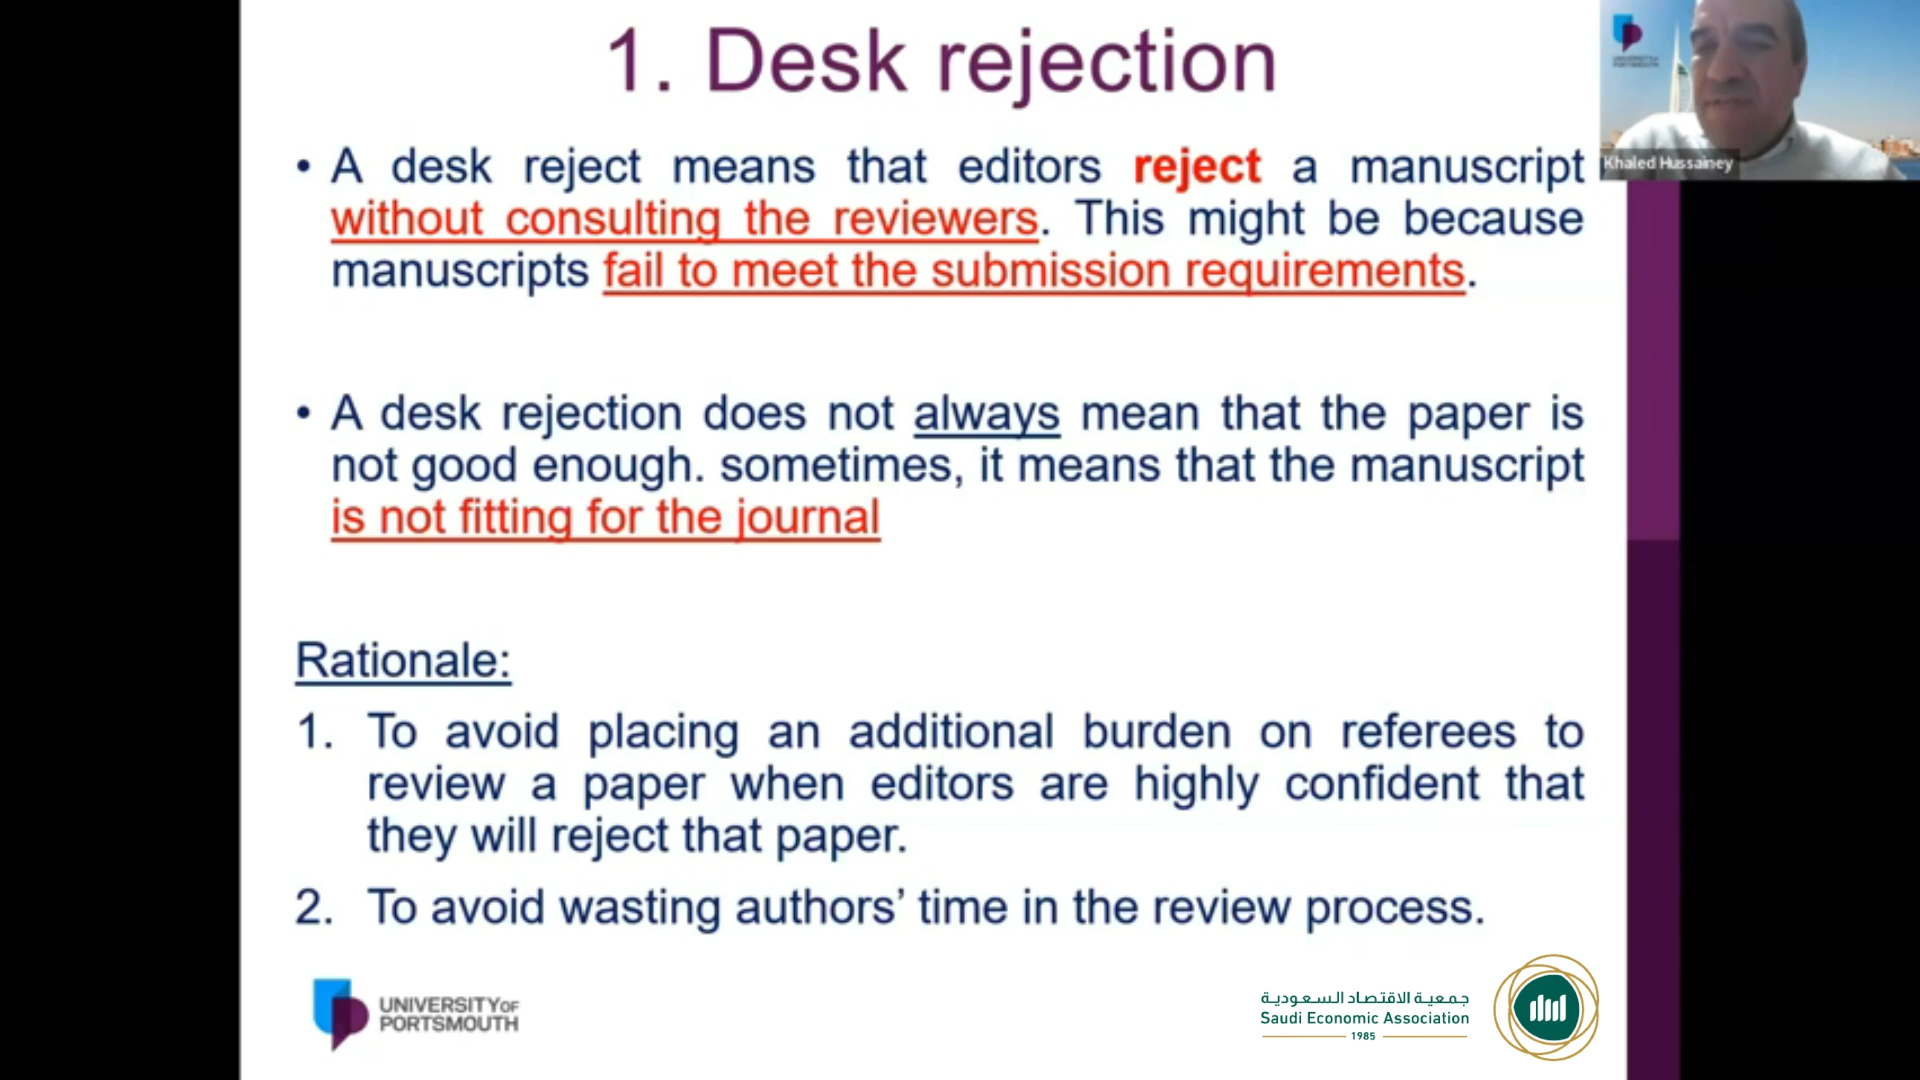 1. Desk rejection
• A desk reject means that editors reject a manuscript
without consulting the reviewers. This might be because
manuscripts fail to meet the submission requirements.
• A desk rejection does not always mean that the paper is
not good enough. sometimes, it means that the manuscript
is not fitting for the journal
Rationale:
1. To avoid placing an additional burden on referees to
review a paper when editors are highly confident that
they will reject that paper.
2. To avoid wasting authors’ time in the review process.
UNIVERSITY OF
PORTSMOUTH
جمعية الاقتصاد السعودية
Saudi Economic Association
1985
UNIVERSITY OF
PORTSMOUTH
Khaled Hussainey